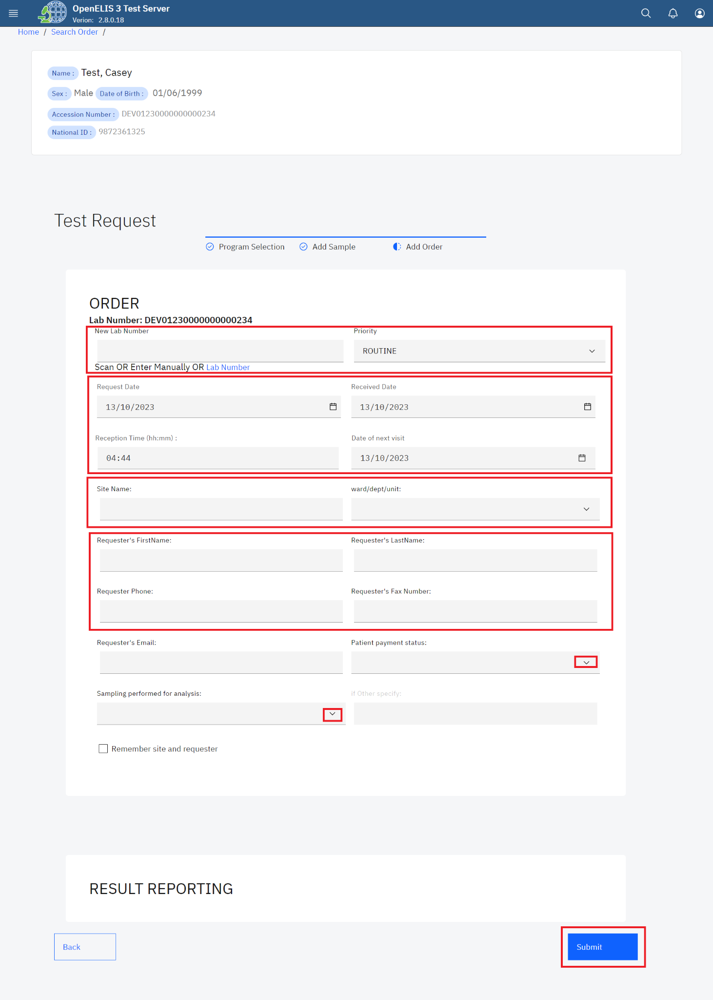 OpenELIS 3 Test Server
Verion: 2.8.0.18
Home / Search Order /
Name : Test, Casey
Sex : Male Date of Birth : 01/06/1999
Accession Number : DEV01230000000000234
National ID : 9872361325
Test Request
Program Selection Add Sample Add Order
ORDER
Lab Number: DEV01230000000000234
New Lab Number Priority
ROUTINE
Scan OR Enter Manually OR Lab Number
Request Date Received Date
13/10/2023 13/10/2023
Reception Time (hh:mm) : Date of next visit
04:44 13/10/2023
Site Name: ward/dept/unit:
Requester's FirstName: Requester's LastName:
Requester Phone: Requester's Fax Number:
Requester's Email: Patient payment status:
Sampling performed for analysis: if Other specify:
Remember site and requester
RESULT REPORTING
Back Submit